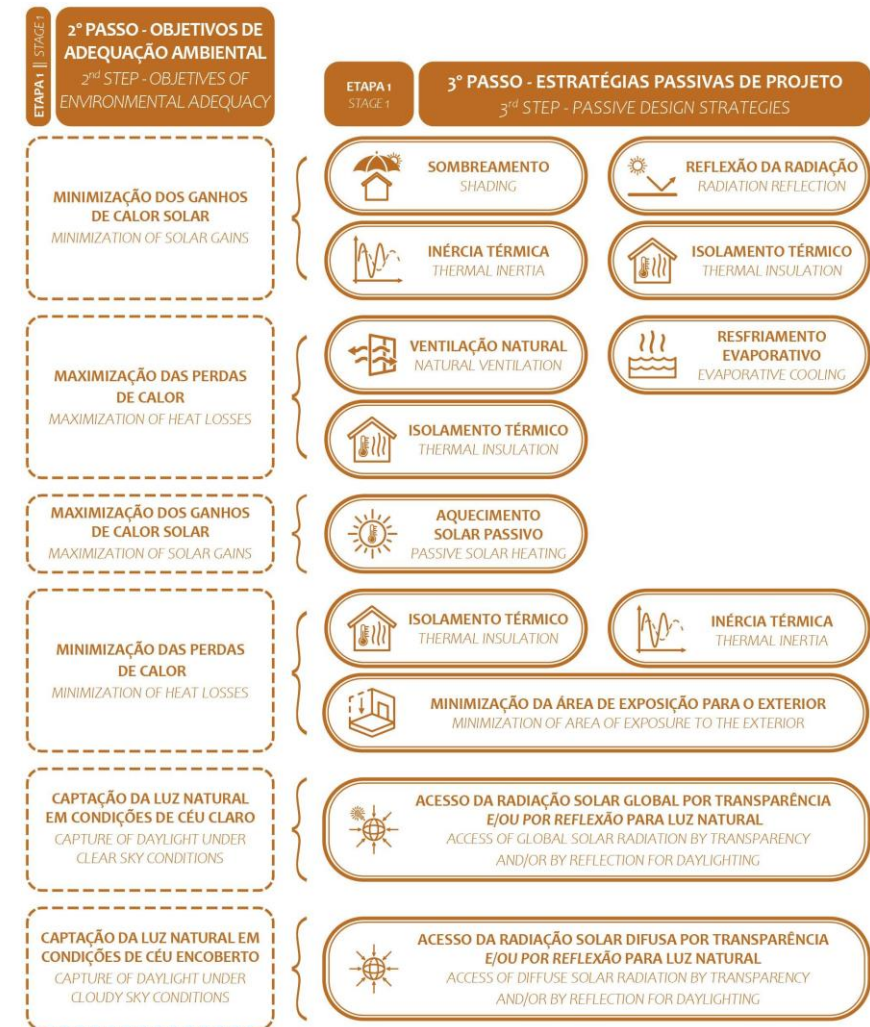 ETAPA 1 || STAGE 1
2° PASSO - OBJETIVOS DE
ADEQUAÇÃO AMBIENTAL
2nd STEP - OBJETIVES OF
ENVIRONMENTAL ADEQUACY
ETAPA 1
STAGE 1
3° PASSO - ESTRATÉGIAS PASSIVAS DE PROJETO
3rd STEP - PASSIVE DESIGN STRATEGIES
MINIMIZAÇÃO DOS GANHOS
DE CALOR SOLAR
MINIMIZATION OF SOLAR GAINS
SOMBREAMENTO
SHADING
REFLEXÃO DA RADIAÇÃO
RADIATION REFLECTION
INÉRCIA TÉRMICA
THERMAL INERTIA
ISOLAMENTO TÉRMICO
THERMAL INSULATION
MAXIMIZAÇÃO DAS PERDAS
DE CALOR
MAXIMIZATION OF HEAT LOSSES
VENTILAÇÃO NATURAL
NATURAL VENTILATION
RESFRIAMENTO
EVAPORATIVO
EVAPORATIVE COOLING
ISOLAMENTO TÉRMICO
THERMAL INSULATION
MAXIMIZAÇÃO DOS GANHOS
DE CALOR SOLAR
MAXIMIZATION OF SOLAR GAINS
AQUECIMENTO
SOLAR PASSIVO
PASSIVE SOLAR HEATING
MINIMIZAÇÃO DAS PERDAS
DE CALOR
MINIMIZATION OF HEAT LOSSES
ISOLAMENTO TÉRMICO
THERMAL INSULATION
INÉRCIA TÉRMICA
THERMAL INERTIA
MINIMIZAÇÃO DA ÁREA DE EXPOSIÇÃO PARA O EXTERIOR
MINIMIZATION OF AREA OF EXPOSURE TO THE EXTERIOR
CAPTAÇÃO DA LUZ NATURAL
EM CONDIÇÕES DE CÉU CLARO
CAPTURE OF DAYLIGHT UNDER
CLEAR SKY CONDITIONS
ACESSO DA RADIAÇÃO SOLAR GLOBAL POR TRANSPARÊNCIA
E/OU POR REFLEXÃO PARA LUZ NATURAL
ACCESS OF GLOBAL SOLAR RADIATION BY TRANSPARENCY
AND/OR BY REFLECTION FOR DAYLIGHTING
CAPTAÇÃO DA LUZ NATURAL EM
CONDIÇÕES DE CÉU ENCOBERTO
CAPTURE OF DAYLIGHT UNDER
CLOUDY SKY CONDITIONS
ACESSO DA RADIAÇÃO SOLAR DIFUSA POR TRANSPARÊNCIA
E/OU POR REFLEXÃO PARA LUZ NATURAL
ACCESS OF DIFFUSE SOLAR RADIATION BY TRANSPARENCY
AND/OR BY REFLECTION FOR DAYLIGHTING